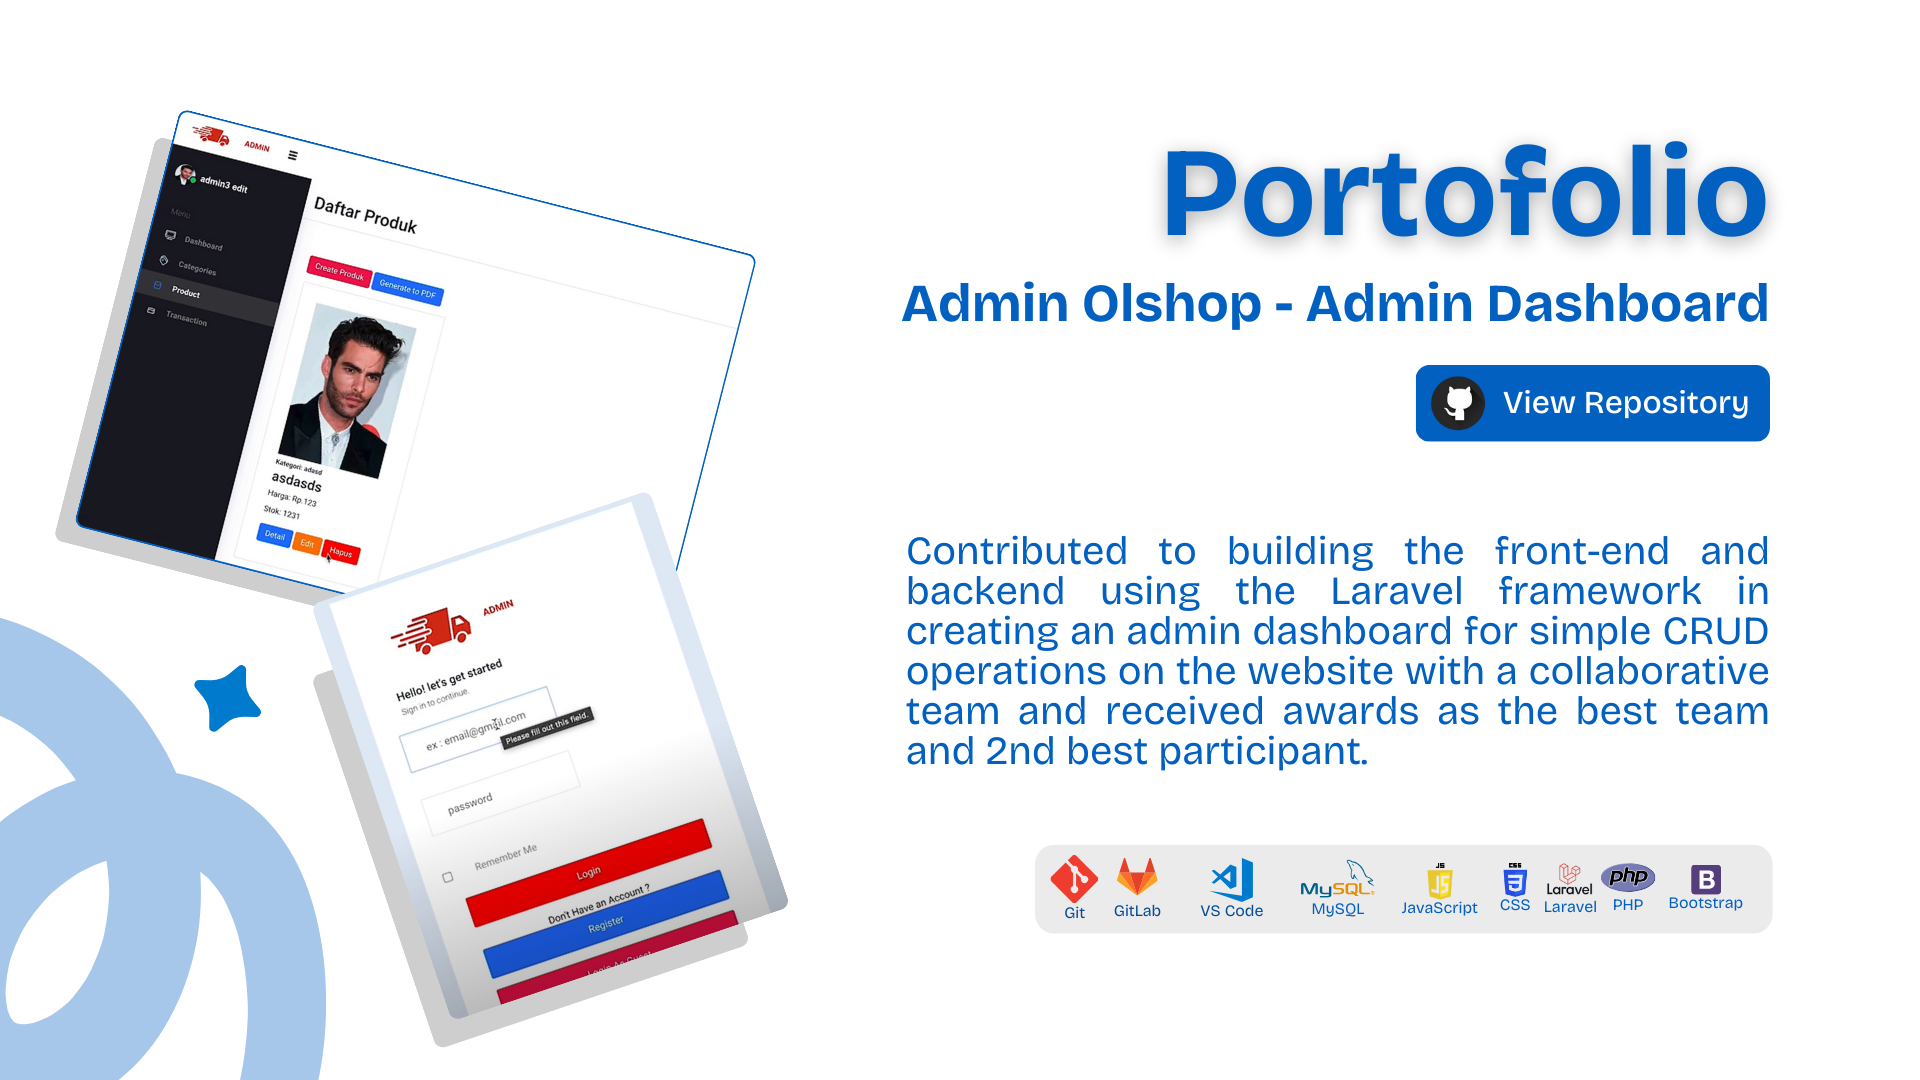 ADMIN
admin3 edit
Menu
Dashboard
Categories
Product
Transaction
Daftar Produk
Create Produk
Generate to PDF
Kategori: adasd
asdasds
Harga: Rp.123
Stok: 1231
Detail
Edit
Hapus
ADMIN
Hello! let's get started
Sign in to continue.
ex : email@gmail.com
Please fill out this field.
password
Remember Me
Login
Don't Have an Account ?
Register
Login As Guest
Portofolio
Admin Olshop - Admin Dashboard
View Repository
Contributed to building the front-end and
backend using the Laravel framework in
creating an admin dashboard for simple CRUD
operations on the website with a collaborative
team and received awards as the best team
and 2nd best participant.
Git
GitLab
VS Code
MySQL
MySQL
JS
JS
JavaScript
CSS
3
CSS
Laravel
Laravel
php
PHP
B
Bootstrap